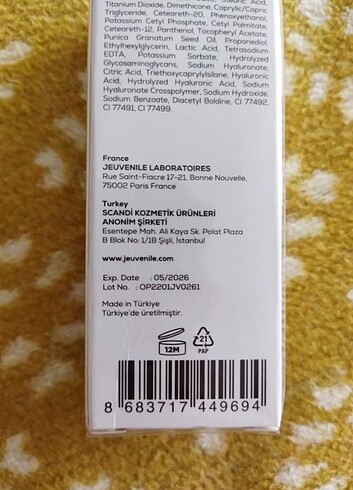 Stearic Acid,
Titanium Dioxide, Dimethicone, Caprylic/Capric
Triglyceride, Ceteareth-20, Phenoxyethanol,
Potassium Cetyl Phosphate, Cetyl Palmitate,
Ceteareth-12, Panthenol, Tocopheryl Acetate,
Punica Granatum Seed Oil, Propanediol,
Ethylhexylglycerin, Lactic Acid, Tetrasodium
EDTA, Potassium Sorbate, Hydrolyzed
Glycosaminoglycans, Sodium Hyaluronate,
Citric Acid, Triethoxycaprylylsilane, Hyaluronic
Acid, Hydrolyzed Hyaluronic Acid, Sodium
Hyaluronate Crosspolymer, Sodium Hydroxide,
Sodium Benzoate, Diacetyl Boldine, CI 77492,
CI 77491, CI 77499.
France
JEUVENILE LABORATOIRES
Rue Saint-Fiacre 17-21, Bonne Nouvelle,
75002 Paris France
Turkey
SCANDİ KOZMETİK ÜRÜNLERİ
ANONİM ŞİRKETİ
Esentepe Mah. Ali Kaya Sk. Polat Plaza
B Blok No: 1/1B Şişli, İstanbul
www.jeuvenile.com
Exp. Date : 05/2026
Lot No. : OP2201JV0261
Made in Türkiye
Türkiye'de üretilmiştir.
12M
21
PAP
8 683717 449694